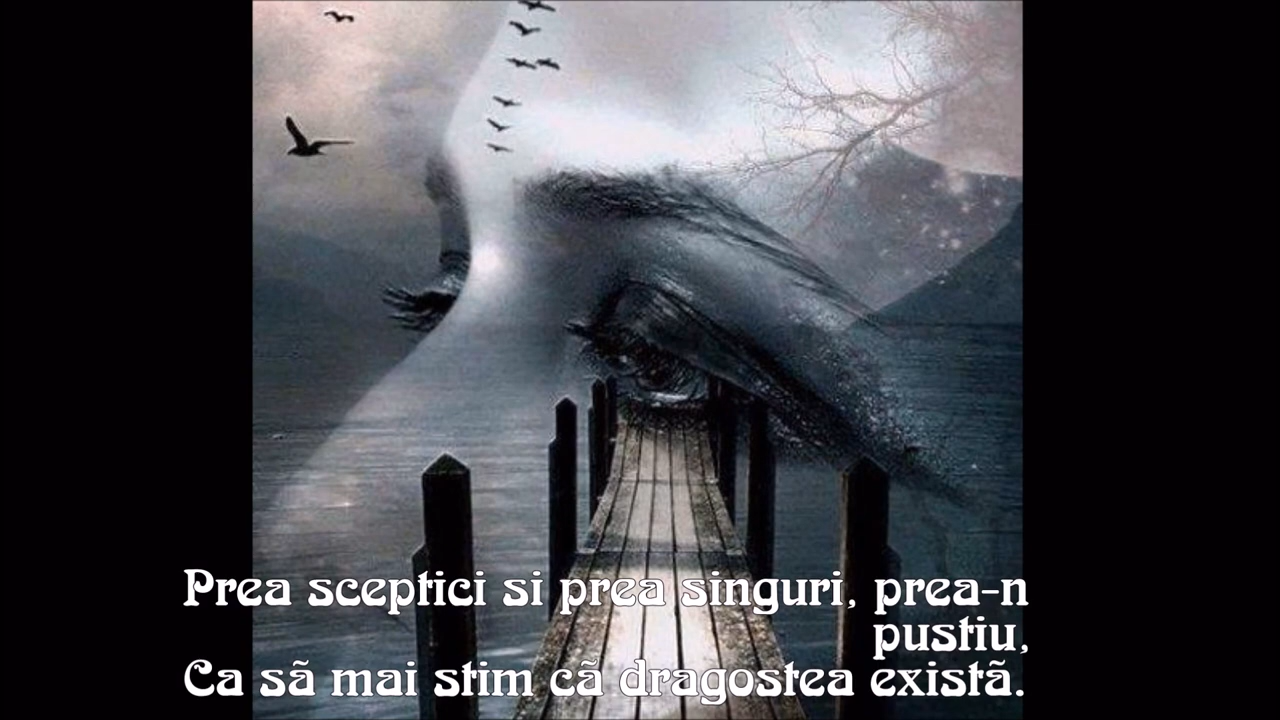 Prea sceptici si prea singuri, prea-n
pustiu,
Ca sã mai stim cã dragostea existã.